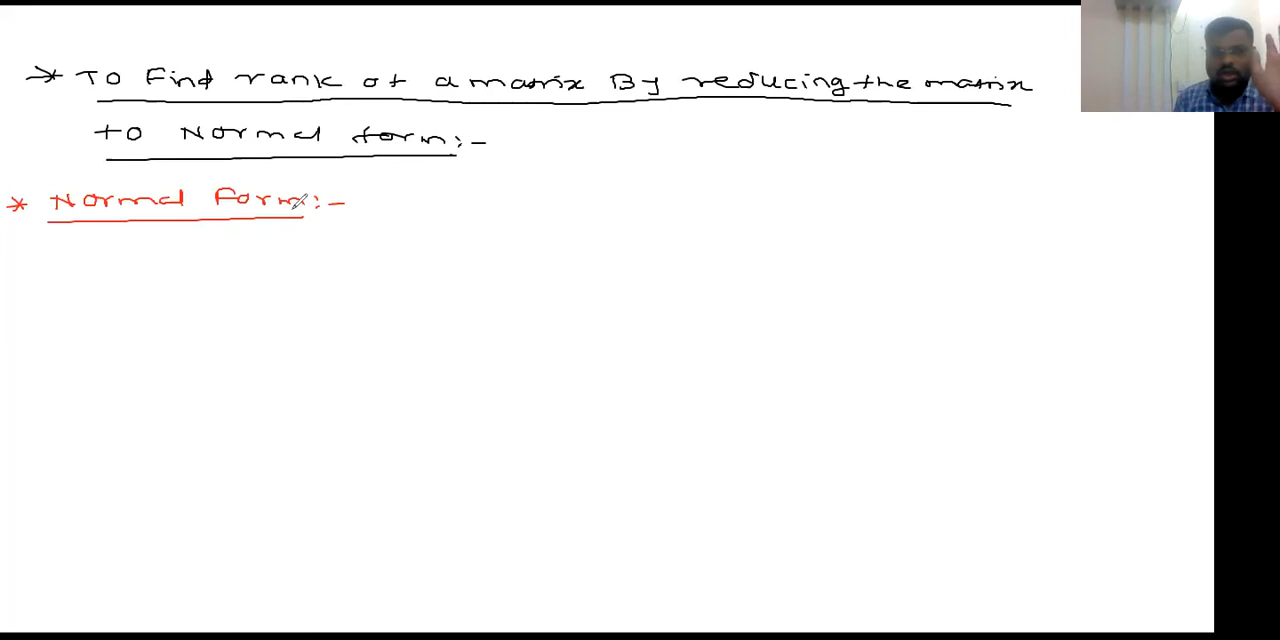 * To Find rank of a matrix By reducing the matrix
to Normal form:-
* Normal Form:-